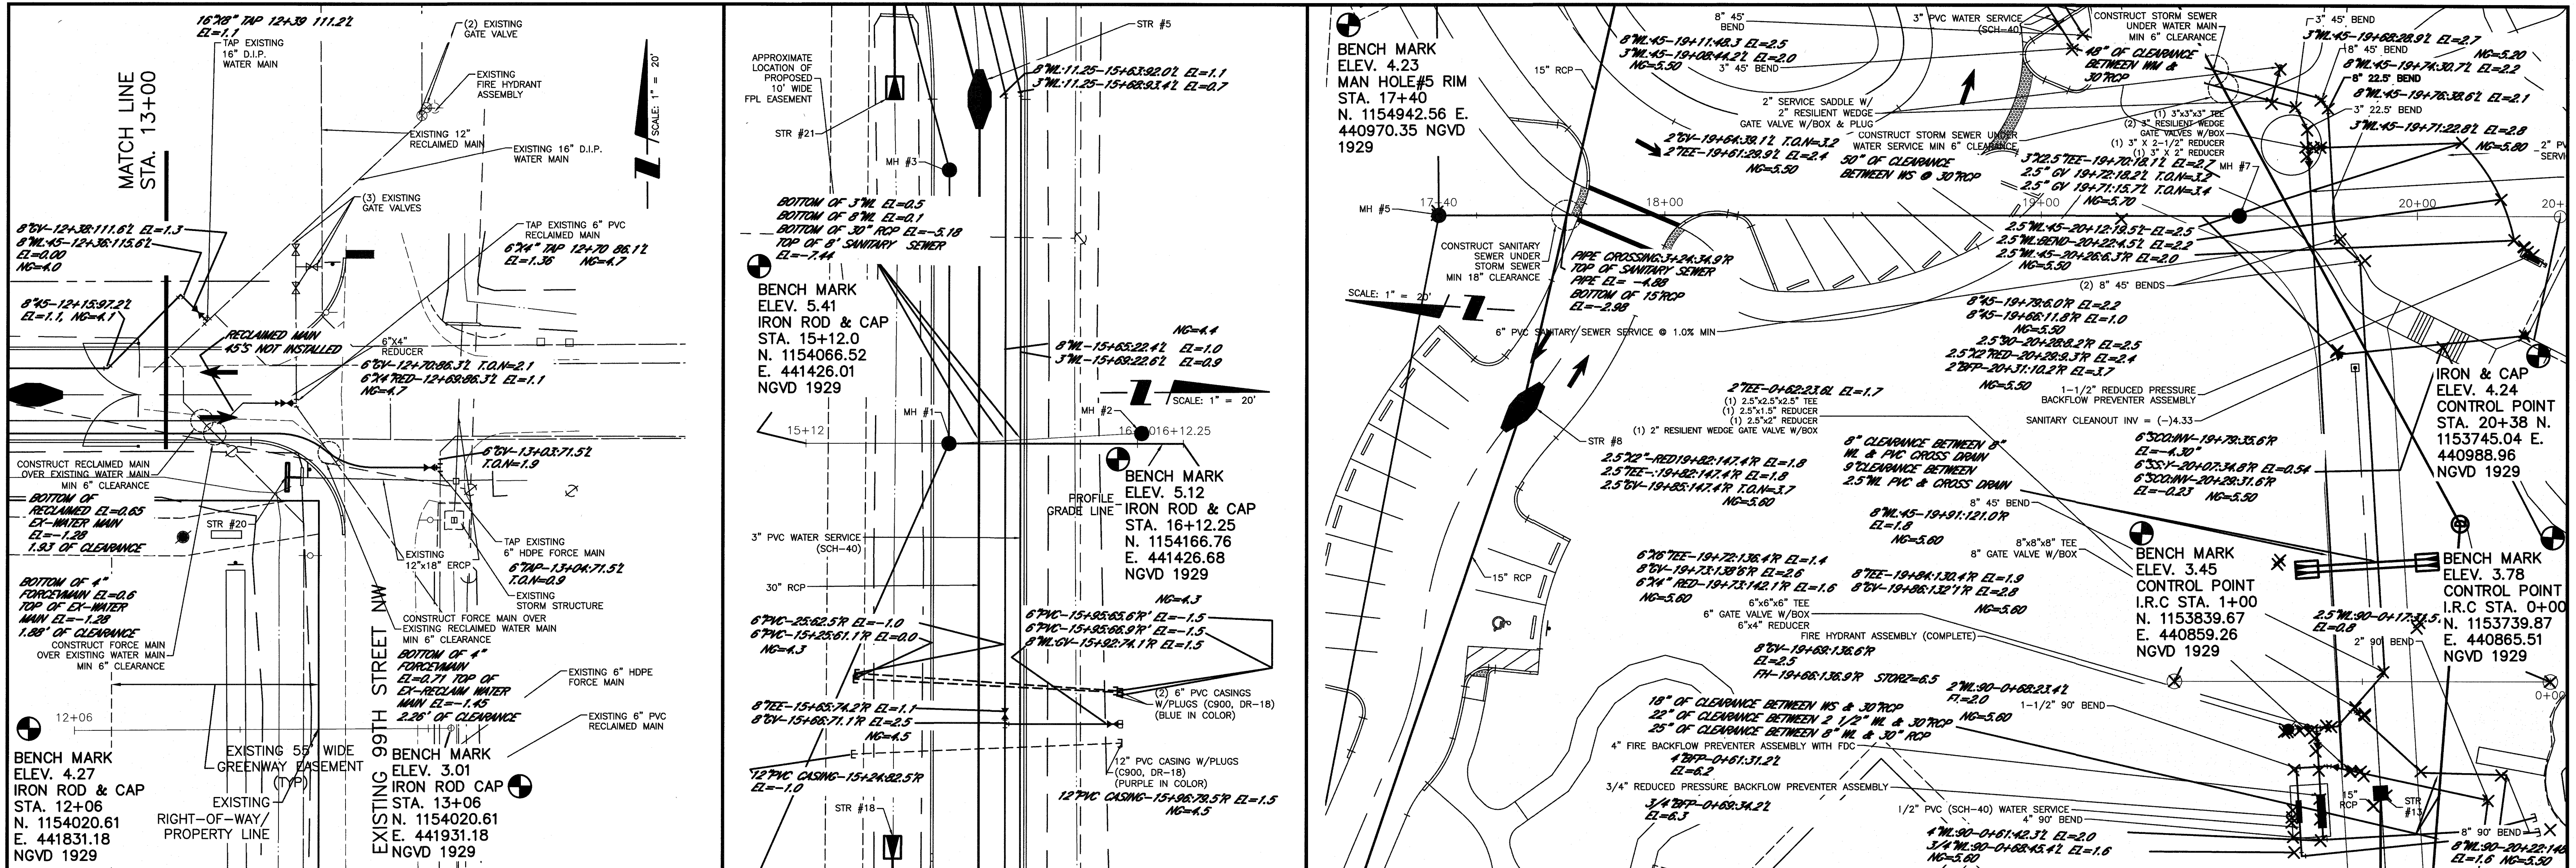 16"X8" TAP 12+39 111.2'L
EL=1.1
TAP EXISTING
16" D.I.P.
WATER MAIN
(2) EXISTING
GATE VALVE
EXISTING
FIRE HYDRANT
ASSEMBLY
SCALE: 1" = 20'
MATCH LINE
STA. 13+00
EXISTING 12"
RECLAIMED MAIN
EXISTING 16" D.I.P.
WATER MAIN
(3) EXISTING
GATE VALVES
8"GV-12+38:111.6'L EL=1.3
8"WL:45-12+36:115.6'L
EL=0.00
NG=4.0
TAP EXISTING 6" PVC
RECLAIMED MAIN
6"X4" TAP 12+70 86.1'L
EL=1.36 NG=4.7
8"45-12+15:97.2'L
EL=1.1, NG=4.1
RECLAIMED MAIN
45'S NOT INSTALLED
6"X4"
REDUCER
6"GV-12+70:86.3'L T.O.N=2.1
6"X4"RED-12+69:86.3'L EL=1.1
NG=4.7
6"GV-13+03:71.5'L
T.O.N=1.9
CONSTRUCT RECLAIMED MAIN
OVER EXISTING WATER MAIN
MIN 6" CLEARANCE
BOTTOM OF
RECLAIMED EL=0.65
EX-WATER MAIN
EL=-1.28
1.93 OF CLEARANCE
STR #20
EXISTING
12"x18" ERCP
TAP EXISTING
6" HDPE FORCE MAIN
6"TAP-13+04:71.5'L
T.O.N=0.9
EXISTING
STORM STRUCTURE
BOTTOM OF 4"
FORCEVMAIN EL=0.6
TOP OF EX-WATER
MAIN EL=-1.28
1.88' OF CLEARANCE
CONSTRUCT FORCE MAIN
OVER EXISTING WATER MAIN
MIN 6" CLEARANCE
CONSTRUCT FORCE MAIN OVER
EXISTING RECLAIMED WATER MAIN
MIN 6" CLEARANCE
BOTTOM OF 4"
FORCEVMAIN
EL=0.71 TOP OF
EX-RECLAIM WATER
MAIN EL=-1.45
2.26' OF CLEARANCE
EXISTING 6" HDPE
FORCE MAIN
EXISTING 6" PVC
RECLAIMED MAIN
EXISTING 99TH STREET NW
12+06
BENCH MARK
ELEV. 4.27
IRON ROD & CAP
STA. 12+06
N. 1154020.61
E. 441831.18
NGVD 1929
EXISTING 55' WIDE
GREENWAY EASEMENT
(TYP)
EXISTING
RIGHT-OF-WAY/
PROPERTY LINE
BENCH MARK
ELEV. 3.01
IRON ROD CAP
STA. 13+06
N. 1154020.61
E. 441931.18
NGVD 1929
STR #5
APPROXIMATE
LOCATION OF
PROPOSED
10' WIDE
FPL EASEMENT
8"WL:11.25-15+63:92.0'L EL=1.1
3"WL:11.25-15+68:93.4'L EL=0.7
STR #21
MH #3
BOTTOM OF 3"WL EL=0.5
BOTTOM OF 8"WL EL=0.1
BOTTOM OF 30" RCP EL=-5.18
TOP OF 8' SANITARY SEWER
EL=-7.44
BENCH MARK
ELEV. 5.41
IRON ROD & CAP
STA. 15+12.0
N. 1154066.52
E. 441426.01
NGVD 1929
NG=4.4
8"WL-15+65:22.4'L EL=1.0
3"WL-15+69:22.6'L EL=0.9
SCALE: 1" = 20'
MH #1
MH #2
15+12
16+12.25
PROFILE
GRADE LINE
BENCH MARK
ELEV. 5.12
IRON ROD & CAP
STA. 16+12.25
N. 1154166.76
E. 441426.68
NGVD 1929
3" PVC WATER SERVICE
(SCH-40)
30" RCP
NG=4.3
6"PVC-25:62.5'R EL=-1.0
6"PVC-15+25:61.1'R EL=0.0
NG=4.3
6"PVC-15+95:65.6'R' EL=-1.5
6"PVC-15+95:66.9'R' EL=-1.5
8"WL:GV-15+92:74.1'R EL=1.5
(2) 6" PVC CASINGS
W/PLUGS (C900, DR-18)
(BLUE IN COLOR)
8"TEE-15+65:74.2'R EL=1.1
8"GV-15+66:71.1'R EL=2.5
NG=4.5
12"PVC CASING-15+24:82.5'R
EL=-1.0
12" PVC CASING W/PLUGS
(C900, DR-18)
(PURPLE IN COLOR)
12"PVC CASING-15+96:79.5'R EL=1.5
NG=4.5
STR #18
BENCH MARK
ELEV. 4.23
MAN HOLE#5 RIM
STA. 17+40
N. 1154942.56 E.
440970.35 NGVD
1929
8" 45'
BEND
8"WL:45-19+11:48.3 EL=2.5
3"WL:45-19+08:44.2'L EL=2.0
NG=5.50
3" 45' BEND
15" RCP
3" PVC WATER SERVICE
(SCH-40)
CONSTRUCT STORM SEWER
UNDER WATER MAIN
MIN 6" CLEARANCE
48" OF CLEARANCE
BETWEEN WM &
30"RCP
3" 45' BEND
3"WL:45-19+68:28.9'L EL=2.7
8" 45' BEND
NG=5.20
8"WL:45-19+74:30.7'L EL=2.2
8" 22.5' BEND
8"WL:45-19+76:38.6'L EL=2.1
3" 22.5' BEND
3"WL:45-19+71:22.8'L EL=2.8
NG=5.80
2" SERVICE SADDLE W/
2" RESILIENT WEDGE
GATE VALVE W/BOX & PLUG
2"GV-19+64:39.1'L T.O.N=3.2
2"TEE-19+61:29.9'L EL=2.4
NG=5.50
CONSTRUCT STORM SEWER UNDER
WATER SERVICE MIN 6" CLEARANCE
50" OF CLEARANCE
BETWEEN WS @ 30"RCP
(1) 3"x3"x3" TEE
(2) 3" RESILIENT WEDGE
GATE VALVES W/BOX
(1) 3" X 2-1/2" REDUCER
(1) 3" X 2" REDUCER
3"X2.5"TEE-19+70:18.1'L EL=2.7
2.5" GV 19+72:18.2'L T.O.N=3.2
2.5" GV 19+71:15.7'L T.O.N=3.4
NG=5.70
MH #7
MH #5
17+40
18+00
19+00
20+00
CONSTRUCT SANITARY
SEWER UNDER
STORM SEWER
MIN 18" CLEARANCE
PIPE CROSSING:3+24:34.9'R
TOP OF SANITARY SEWER
PIPE EL= -4.88
BOTTOM OF 15"RCP
EL=-2.98
2.5"WL:45-20+12:19.5'L-EL=2.5
2.5"WL:BEND-20+22:4.5'L EL=2.2
2.5"WL:45-20+26:6.3'R EL=2.0
NG=5.50
(2) 8" 45' BENDS
SCALE: 1" = 20'
6" PVC SANITARY/SEWER SERVICE @ 1.0% MIN
8"45-19+79:6.0'R EL=2.2
8"45-19+66:11.8'R EL=1.0
NG=5.50
2.5"90-20+28:8.2'R EL=2.5
2.5"X2"RED-20+29:9.3'R EL=2.4
2"BFP-20+31:10.2'R EL=3.7
NG=5.50
1-1/2" REDUCED PRESSURE
BACKFLOW PREVENTER ASSEMBLY
SANITARY CLEANOUT INV = (-)4.33
IRON & CAP
ELEV. 4.24
CONTROL POINT
STA. 20+38 N.
1153745.04 E.
440988.96
NGVD 1929
2"TEE-0+62:23.6'L EL=1.7
(1) 2.5"x2.5"x2.5" TEE
(1) 2.5"x1.5" REDUCER
(1) 2.5"x2" REDUCER
(1) 2" RESILIENT WEDGE GATE VALVE W/BOX
STR #8
2.5"X2"-RED19+82:147.4'R EL=1.8
2.5"TEE-:19+82:147.4'R EL=1.8
2.5"GV-19+85:147.4'R T.O.N=3.7
NG=5.60
8" CLEARANCE BETWEEN 8"
WL & PVC CROSS DRAIN
9"CLEARANCE BETWEEN
2.5"WL PVC & CROSS DRAIN
6"SCO:INV-19+79:35.6'R
EL=-4.30"
6"SS:Y-20+07:34.8'R EL=0.54
6"SCO:INV-20+29:31.6'R
EL=-0.23 NG=5.50
8" 45' BEND
8"WL:45-19+91:121.0'R
EL=1.8
NG=5.60
8"x8"x8" TEE
8" GATE VALVE W/BOX
BENCH MARK
ELEV. 3.45
CONTROL POINT
I.R.C STA. 1+00
N. 1153839.67
E. 440859.26
NGVD 1929
BENCH MARK
ELEV. 3.78
CONTROL POINT
I.R.C STA. 0+00
N. 1153739.87
E. 440865.51
NGVD 1929
15" RCP
6"X6"TEE-19+72:136.4'R EL=1.4
8"GV-19+73:138'6'R EL=2.6
6"X4" RED-19+73:142.1'R EL=1.6
NG=5.60
8"TEE-19+84:130.4'R EL=1.9
8"GV-19+86:132'1'R EL=2.8
NG=5.60
6"x6"x6" TEE
6" GATE VALVE W/BOX
6"x4" REDUCER
FIRE HYDRANT ASSEMBLY (COMPLETE)
8"GV-19+69:136.6'R
EL=2.5
FH-19+66:136.9'R STORZ=6.5
2.5"WL:90-0+17:31.5
EL=0.8
2" 90' BEND
2"WL:90-0+68:23.4'L
NG=5.60
1-1/2" 90' BEND
0+00
18" OF CLEARANCE BETWEEN WS & 30"RCP
22" OF CLEARANCE BETWEEN 2 1/2" WL & 30"RCP
25" OF CLEARANCE BETWEEN 8" WL & 30" RCP
4" FIRE BACKFLOW PREVENTER ASSEMBLY WITH FDC
4"BFP-0+61:31.2'L
EL=6.2
3/4" REDUCED PRESSURE BACKFLOW PREVENTER ASSEMBLY
3/4"BFP-0+69:34.2'L
EL=6.3
1/2" PVC (SCH-40) WATER SERVICE
4" 90' BEND
4"WL:90-0+61:42.3'L EL=2.0
3/4"WL:90-0+68:45.4'L EL=1.6
NG=5.60
15"
RCP
STR
#13
8" 90' BEND
8"WL:90-20+22:148
EL=1.6 NG=5.50